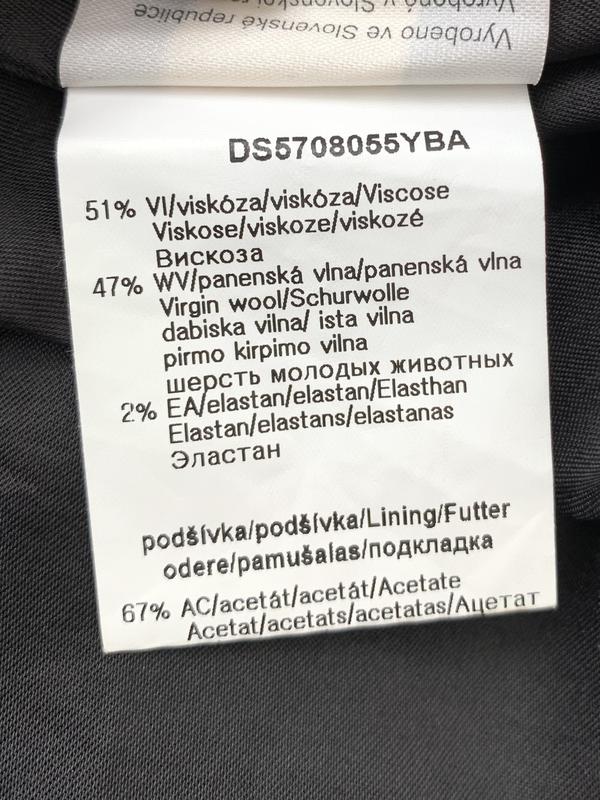 Vyrobeno v Slovenskej
Vyrobeno ve Slovenské republice
DS5708055YBA
51% VI/viskóza/viskóza/Viscose
Viskose/viskoze/viskozé
Вискоза
47% WV/panenská vlna/panenská vlna
Virgin wool/Schurwolle
dabiska vilna/ ista vilna
pirmo kirpimo vilna
шерсть молодых животных
2% EA/elastan/elastan/Elasthan
Elastan/elastans/elastanas
Эластан
podšívka/podšívka/Lining/Futter
odere/pamušalas/подкладка
67% AC/acetát/acetát/Acetate
Acetat/acetats/acetatas/Ацетат